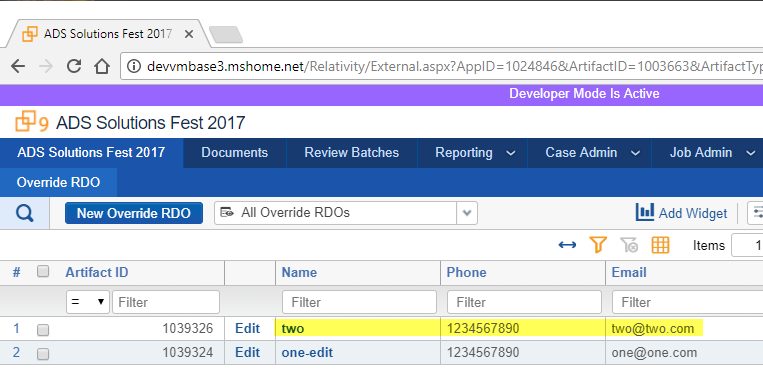 ADS Solutions Fest 2017
devvmbase3.mshome.net/Relativity/External.aspx?AppID=1024846&ArtifactID=1003663&ArtifactTyp
Developer Mode Is Active
9 ADS Solutions Fest 2017
ADS Solutions Fest 2017 Documents Review Batches Reporting Case Admin Job Admin
Override RDO
New Override RDO All Override RDOs Add Widget
Items 1
# Artifact ID Name Phone Email
= Filter Filter Filter Filter
1 1039326 Edit two 1234567890 two@two.com
2 1039324 Edit one-edit 1234567890 one@one.com